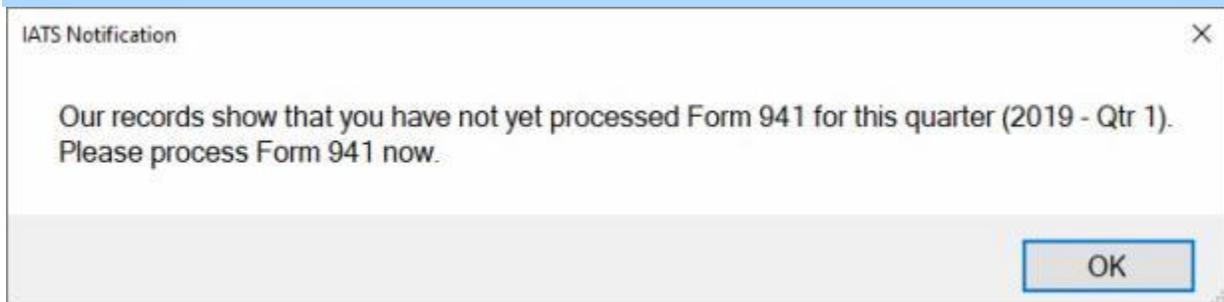 IATS Notification
Our records show that you have not yet processed Form 941 for this quarter (2019 - Qtr 1).
Please process Form 941 now.
OK